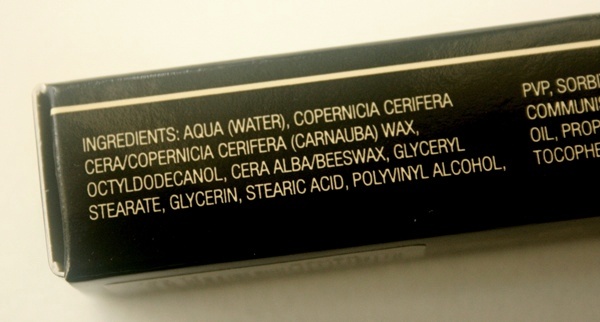 INGREDIENTS: AQUA (WATER), COPERNICIA CERIFERA
CERA/COPERNICIA CERIFERA (CARNAUBA) WAX,
OCTYLDODECANOL, CERA ALBA/BEESWAX, GLYCERYL
STEARATE, GLYCERIN, STEARIC ACID, POLYVINYL ALCOHOL,
PVP, SORBI
COMMUNIS
OIL, PROP
TOCOPHE